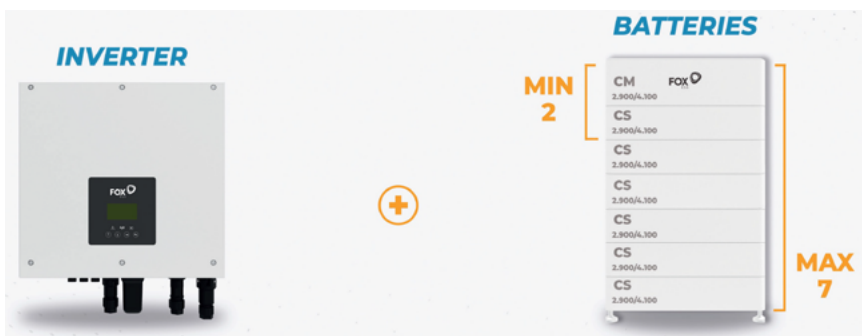 INVERTER
FOX
BATTERIES
MIN
2
CM
FOX
2.900/4.100
CS
2.900/4.100
CS
2.900/4.100
CS
2.900/4.100
CS
2.900/4.100
CS
2.900/4.100
CS
2.900/4.100
MAX
7